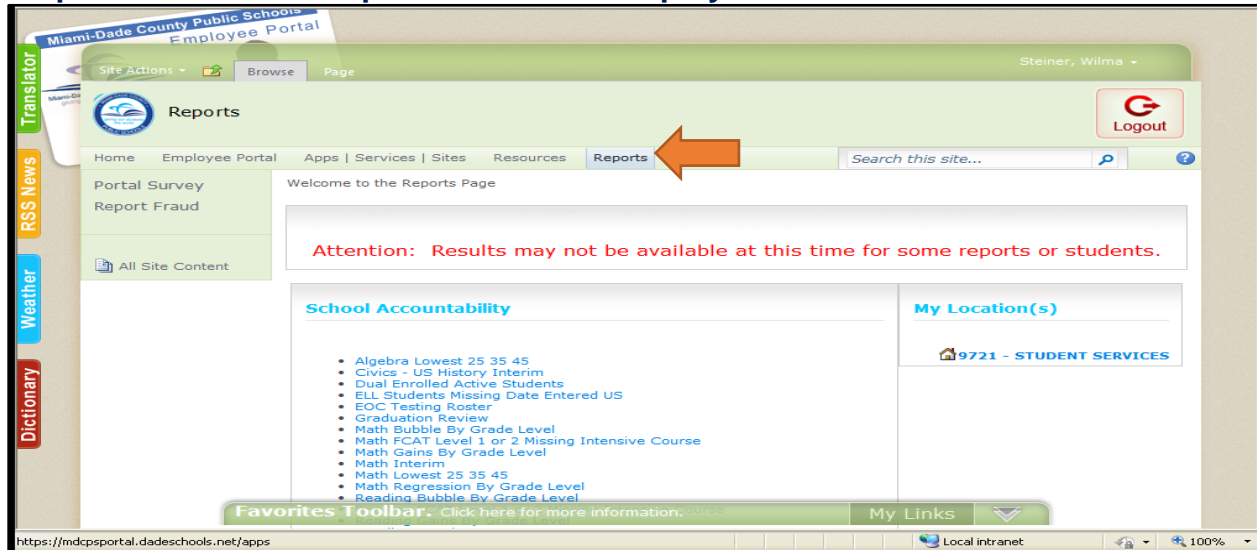 Miami-Dade County Public Schools
Employee Portal
Site Actions
Browse
Page
Steiner, Wilma
Reports
Logout
Home
Employee Portal
Apps | Services | Sites
Resources
Reports
Search this site...
Portal Survey
Report Fraud
All Site Content
Welcome to the Reports Page
Attention: Results may not be available at this time for some reports or students.
School Accountability
Algebra Lowest 25 35 45
Civics - US History Interim
Dual Enrolled Active Students
ELL Students Missing Date Entered US
EOC Testing Roster
Graduation Review
Math Bubble By Grade Level
Math FCAT Level 1 or 2 Missing Intensive Course
Math Gains By Grade Level
Math Interim
Math Lowest 25 35 45
Math Regression By Grade Level
Reading Bubble By Grade Level
Reading Gains By Grade Level
My Location(s)
9721 - STUDENT SERVICES
Translator
RSS News
Weather
Dictionary
Favorites Toolbar. Click here for more information.
My Links
https://mdcpsportal.dadeschools.net/apps
Local intranet
100%